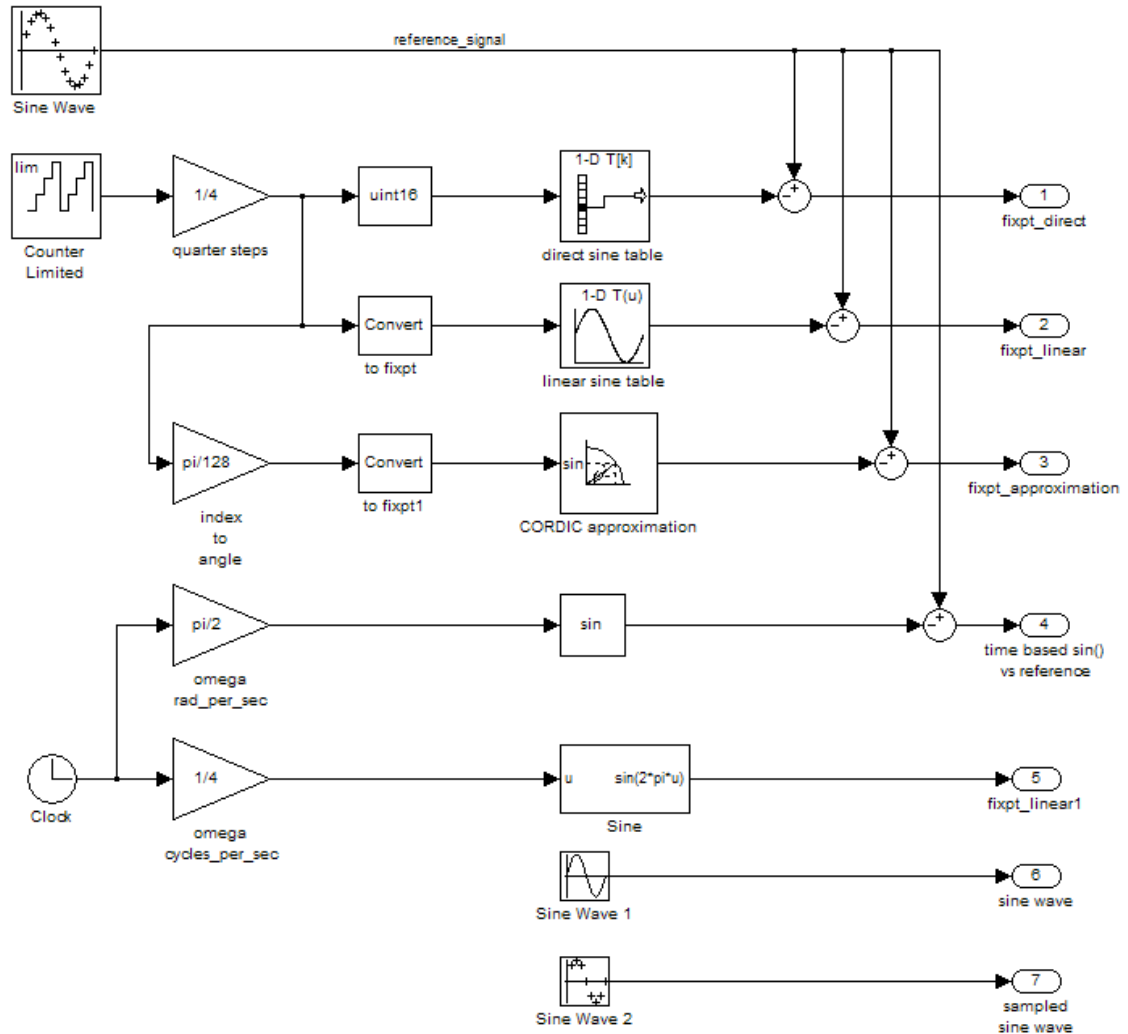 reference_signal
Sine Wave
lim
Counter
Limited
1/4
quarter steps
uint16
1-D T[k]
direct sine table
1
fixpt_direct
Convert
to fixpt
1-D T(u)
linear sine table
2
fixpt_linear
pi/128
index
to
angle
Convert
to fixpt1
sin
CORDIC approximation
3
fixpt_approximation
pi/2
omega
rad_per_sec
sin
4
time based sin()
vs reference
Clock
1/4
omega
cycles_per_sec
u sin(2*pi*u)
Sine
5
fixpt_linear1
Sine Wave 1
6
sine wave
Sine Wave 2
7
sampled
sine wave